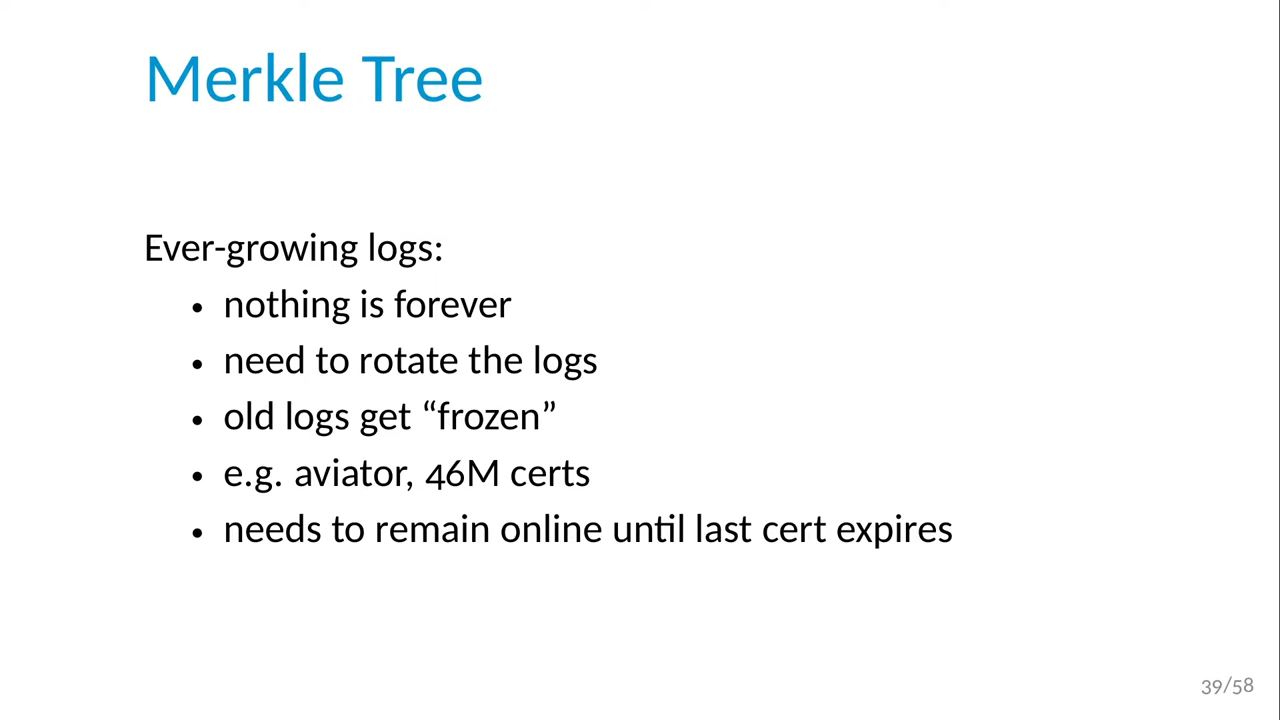 Merkle Tree
Ever-growing logs:
• nothing is forever
• need to rotate the logs
• old logs get “frozen”
• e.g. aviator, 46M certs
• needs to remain online until last cert expires
39/58